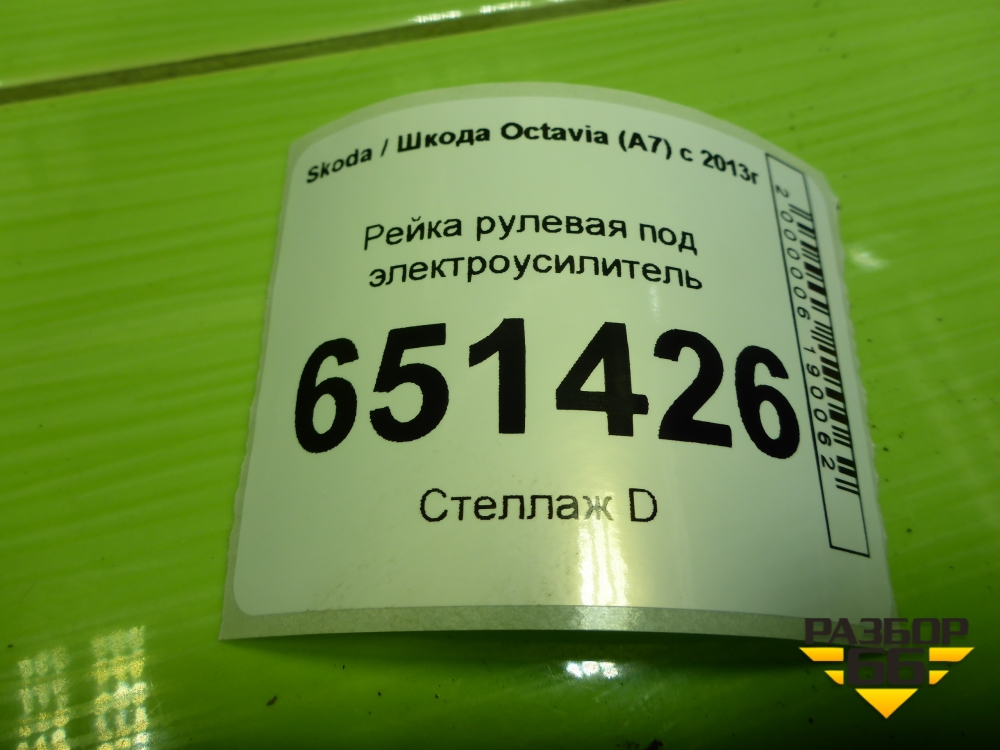 Skoda / Шкода Octavia (A7) с 2013г
Рейка рулевая под
электроусилитель
651426
Стеллаж D
2000006190062
РАЗБОР
66